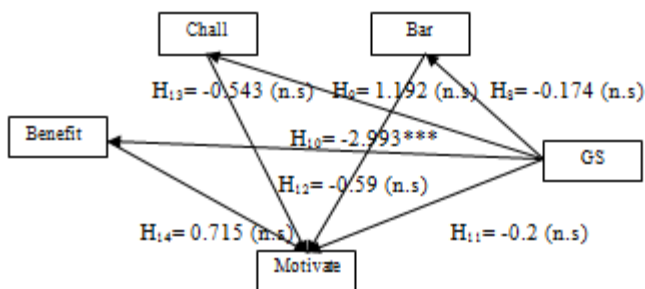 Chall
Bar
H₁₃= -0.543 (n.s)
H₉= 1.192 (n.s)
H₈= -0.174 (n.s)
Benefit
H₁₀= -2.993***
GS
H₁₂= -0.59 (n.s)
H₁₄= 0.715 (n.s)
H₁₁= -0.2 (n.s)
Motivate